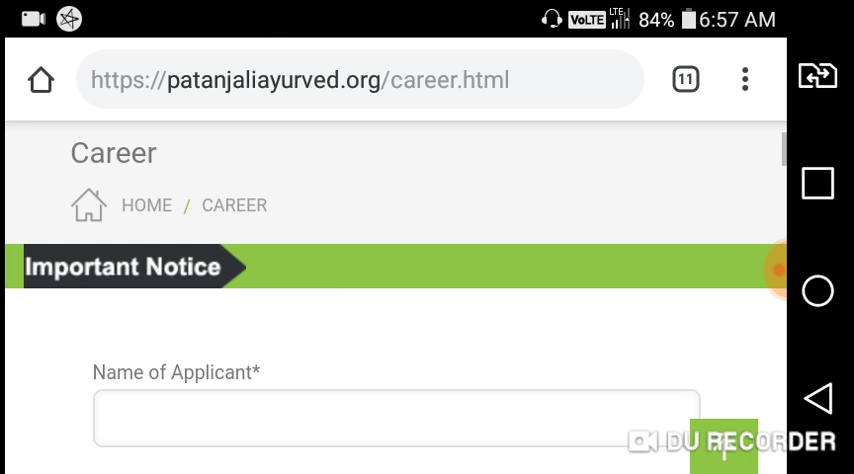 VoLTE LTE 84% 6:57 AM
https://patanjaliayurved.org/career.html 11
Career
HOME / CAREER
Important Notice
Name of Applicant*
DU RECORDER